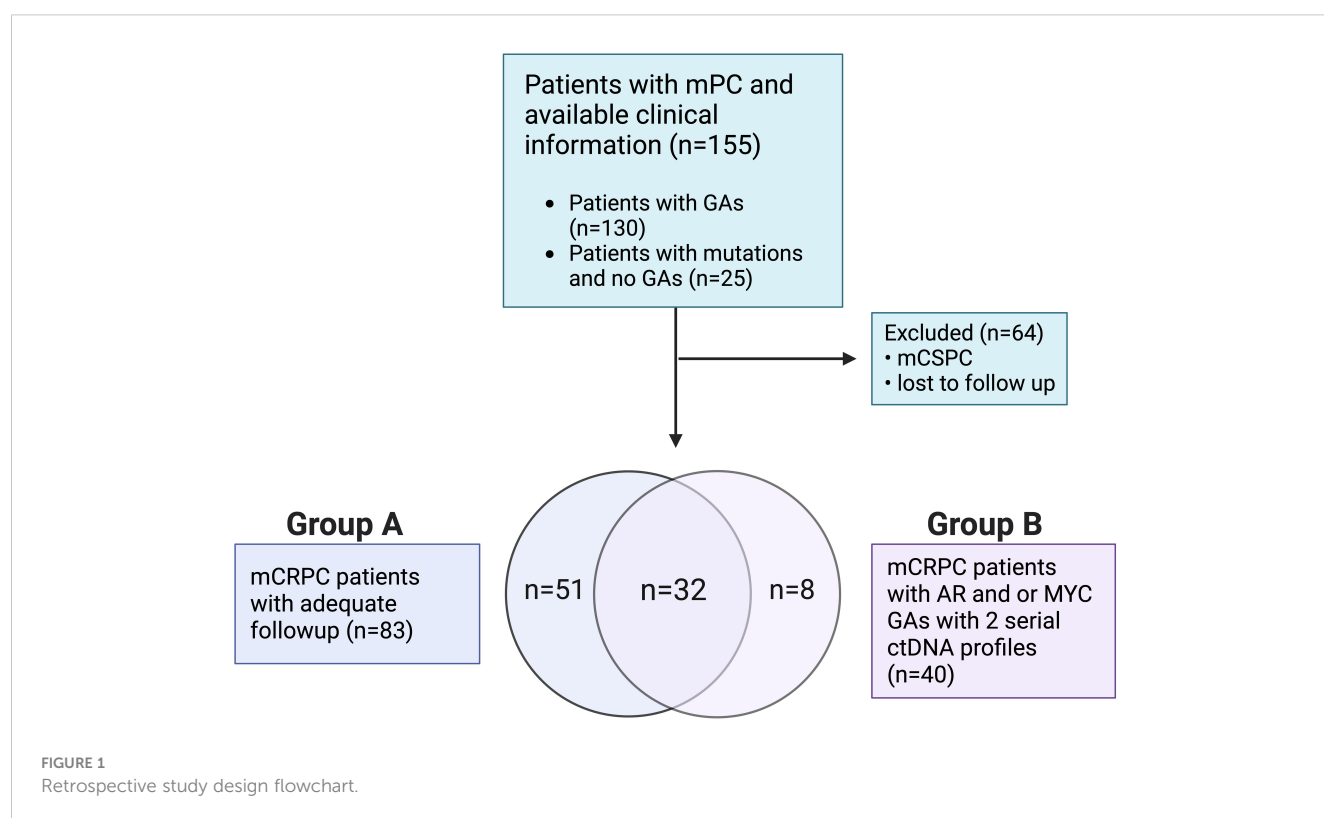 Patients with mPC and
available clinical
information (n=155)
• Patients with GAs
(n=130)
• Patients with mutations
and no GAs (n=25)
Excluded (n=64)
• mCSPC
• lost to follow up
Group A
mCRPC patients
with adequate
followup (n=83)
n=51
n=32
n=8
Group B
mCRPC patients
with AR and or MYC
GAs with 2 serial
ctDNA profiles
(n=40)
FIGURE 1
Retrospective study design flowchart.